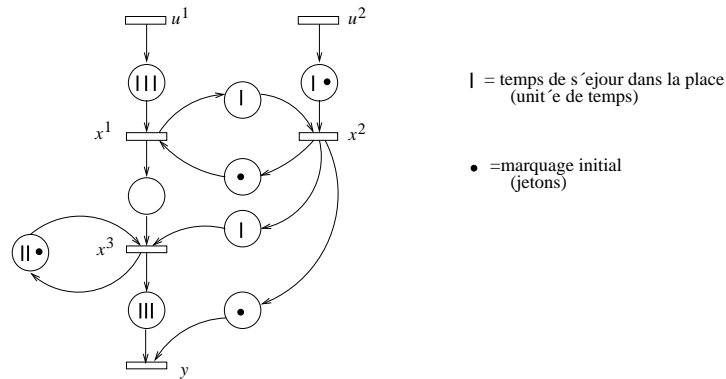 u1
u2
x1
x2
x3
y
| = temps de s´ejour dans la place
(unit´e de temps)
• =marquage initial
(jetons)